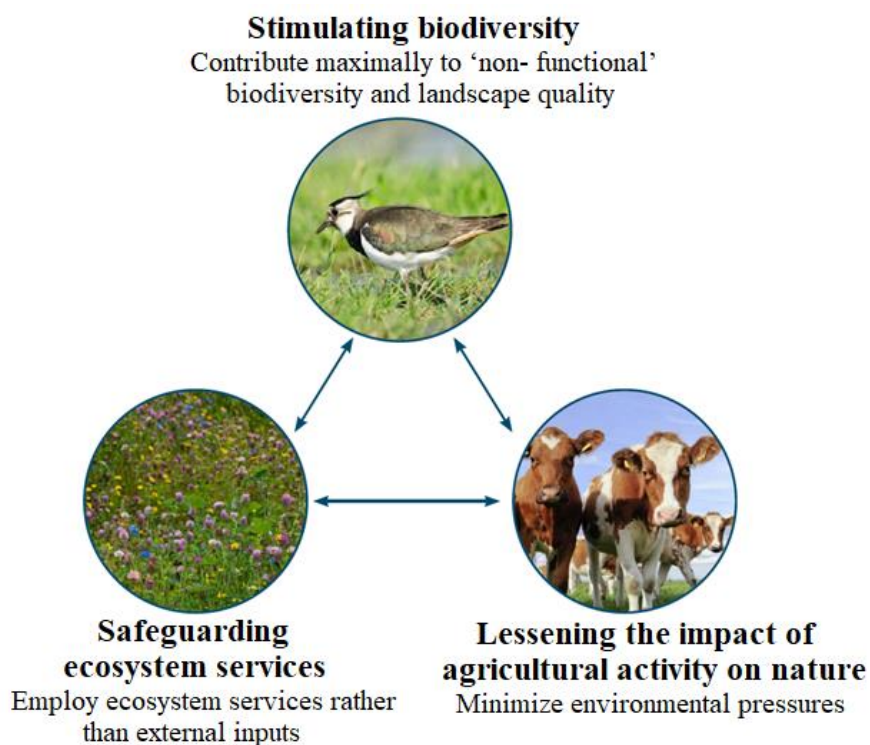 Stimulating biodiversity
Contribute maximally to ‘non- functional’
biodiversity and landscape quality
Safeguarding
ecosystem services
Employ ecosystem services rather
than external inputs
Lessening the impact of
agricultural activity on nature
Minimize environmental pressures